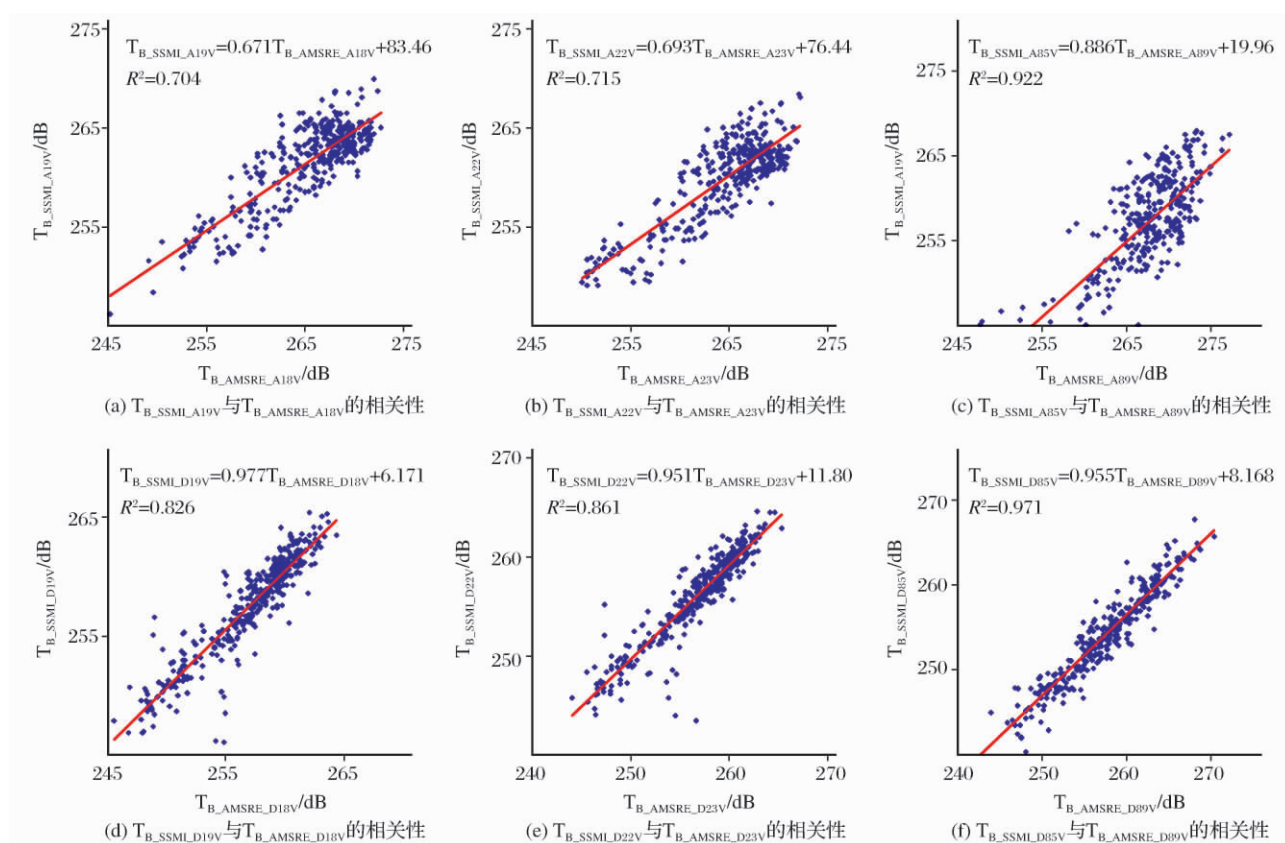 275
T_B_SSMI_A19V=0.671T_B_AMSRE_A18V+83.46
R²=0.704
265
255
T_B_SSMI_A19V/dB
245 255 265 275
T_B_AMSRE_A18V/dB
(a) T_B_SSMI_A19V与T_B_AMSRE_A18V的相关性
275
T_B_SSMI_A22V=0.693T_B_AMSRE_A23V+76.44
R²=0.715
265
255
T_B_SSMI_A22V/dB
245 255 265 275
T_B_AMSRE_A23V/dB
(b) T_B_SSMI_A22V与T_B_AMSRE_A23V的相关性
T_B_SSMI_A85V=0.886T_B_AMSRE_A89V+19.96
275
R²=0.922
265
255
T_B_SSMI_A19V/dB
245 255 265 275
T_B_AMSRE_A89V/dB
(c) T_B_SSMI_A85V与T_B_AMSRE_A89V的相关性
T_B_SSMI_D19V=0.977T_B_AMSRE_D18V+6.171
R²=0.826
265
255
T_B_SSMI_D19V/dB
245 255 265
T_B_AMSRE_D18V/dB
(d) T_B_SSMI_D19V与T_B_AMSRE_D18V的相关性
270
T_B_SSMI_D22V=0.951T_B_AMSRE_D23V+11.80
R²=0.861
260
250
T_B_SSMI_D22V/dB
240 250 260 270
T_B_AMSRE_D23V/dB
(e) T_B_SSMI_D22V与T_B_AMSRE_D23V的相关性
T_B_SSMI_D85V=0.955T_B_AMSRE_D89V+8.168
R²=0.971
270
260
250
T_B_SSMI_D85V/dB
240 250 260 270
T_B_AMSRE_D89V/dB
(f) T_B_SSMI_D85V与T_B_AMSRE_D89V的相关性